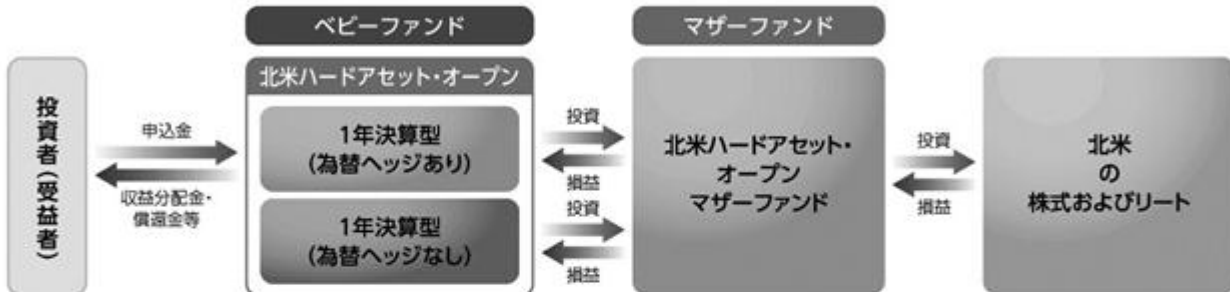 ベビーファンド
マザーファンド
投資者(受益者)
申込金
収益分配金・
償還金等
北米ハードアセット・オープン
1年決算型
(為替ヘッジあり)
1年決算型
(為替ヘッジなし)
投資
損益
投資
損益
北米ハードアセット・
オープン
マザーファンド
投資
損益
北米
の
株式およびリート